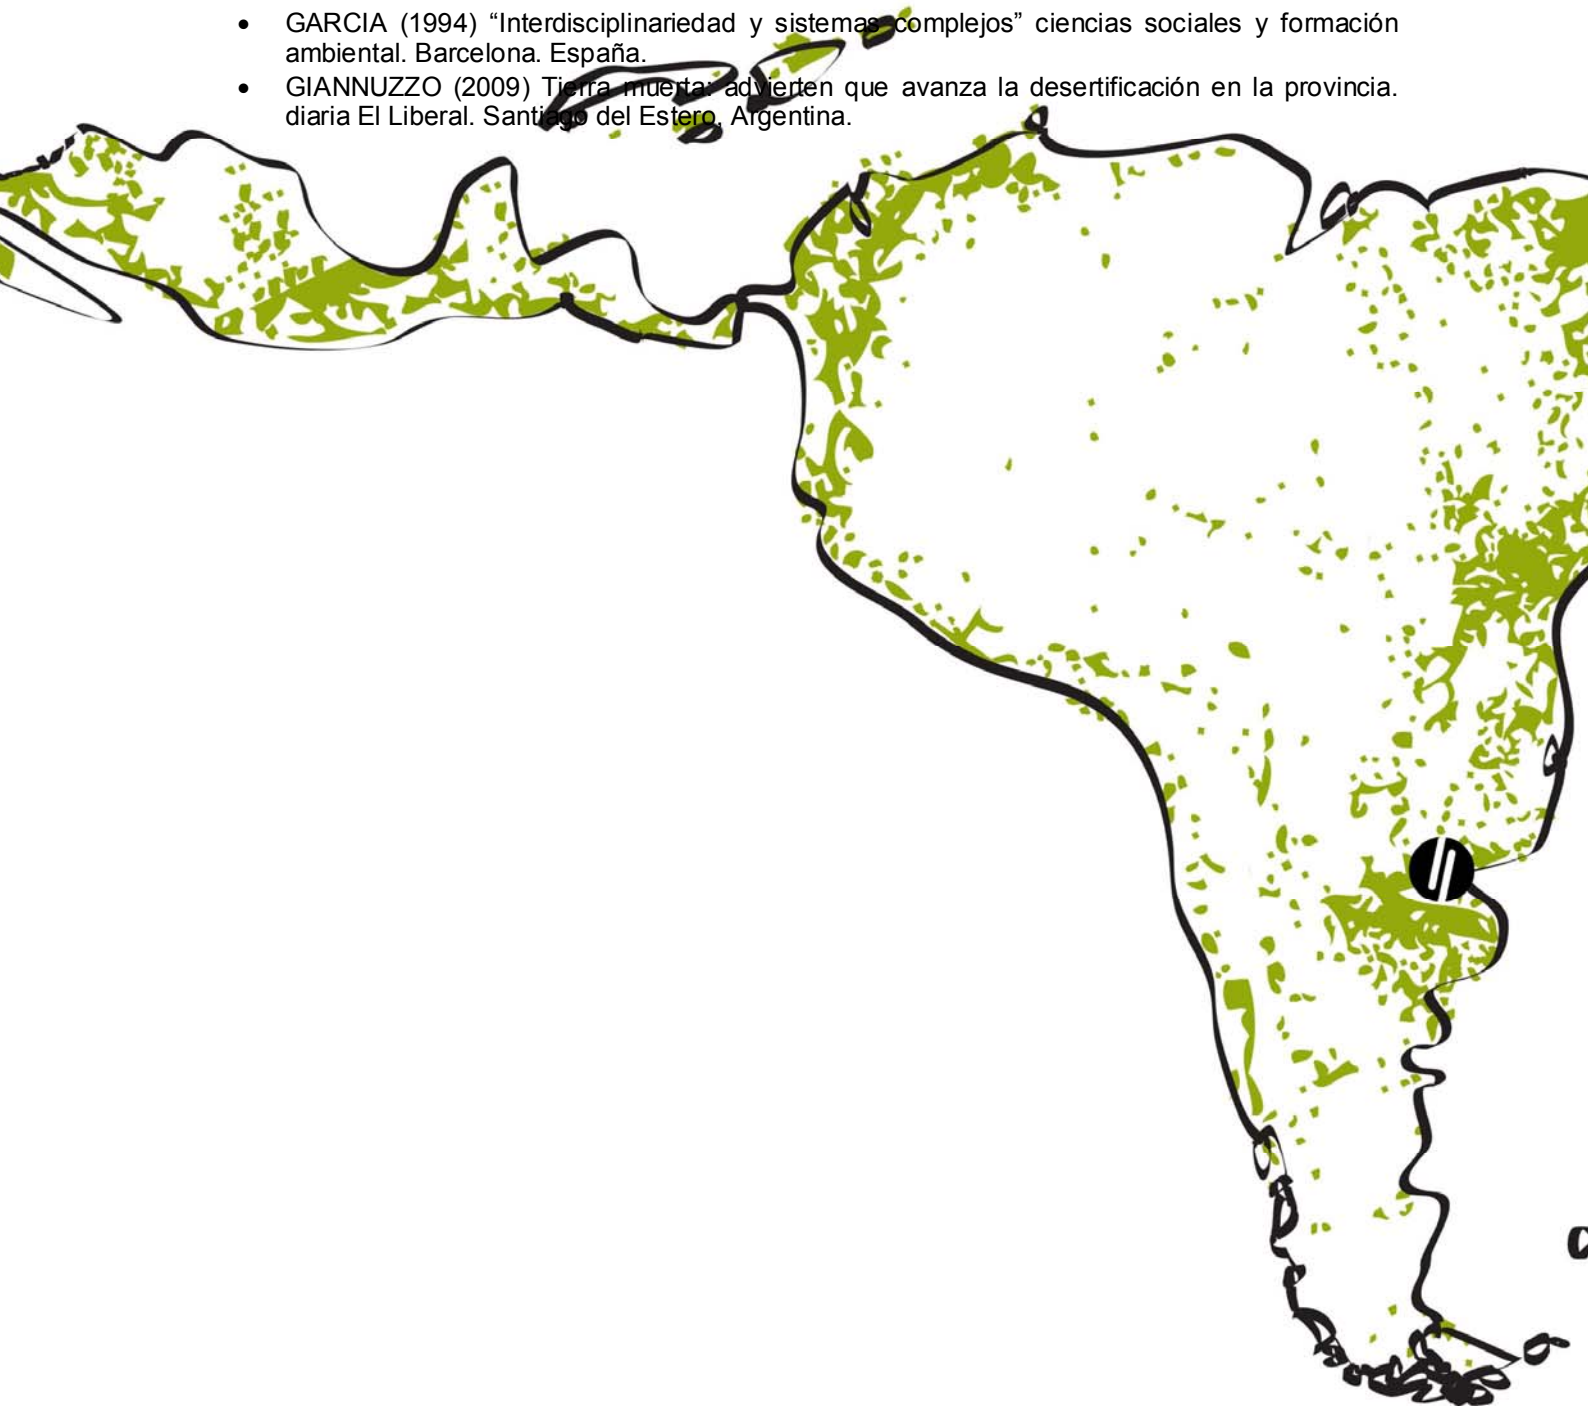 • GARCIA (1994) “Interdisciplinariedad y sistemas complejos” ciencias sociales y formación
ambiental. Barcelona. España.
• GIANNUZZO (2009) Tierra muerta: advierten que avanza la desertificación en la provincia.
diaria El Liberal. Santiago del Estero, Argentina.